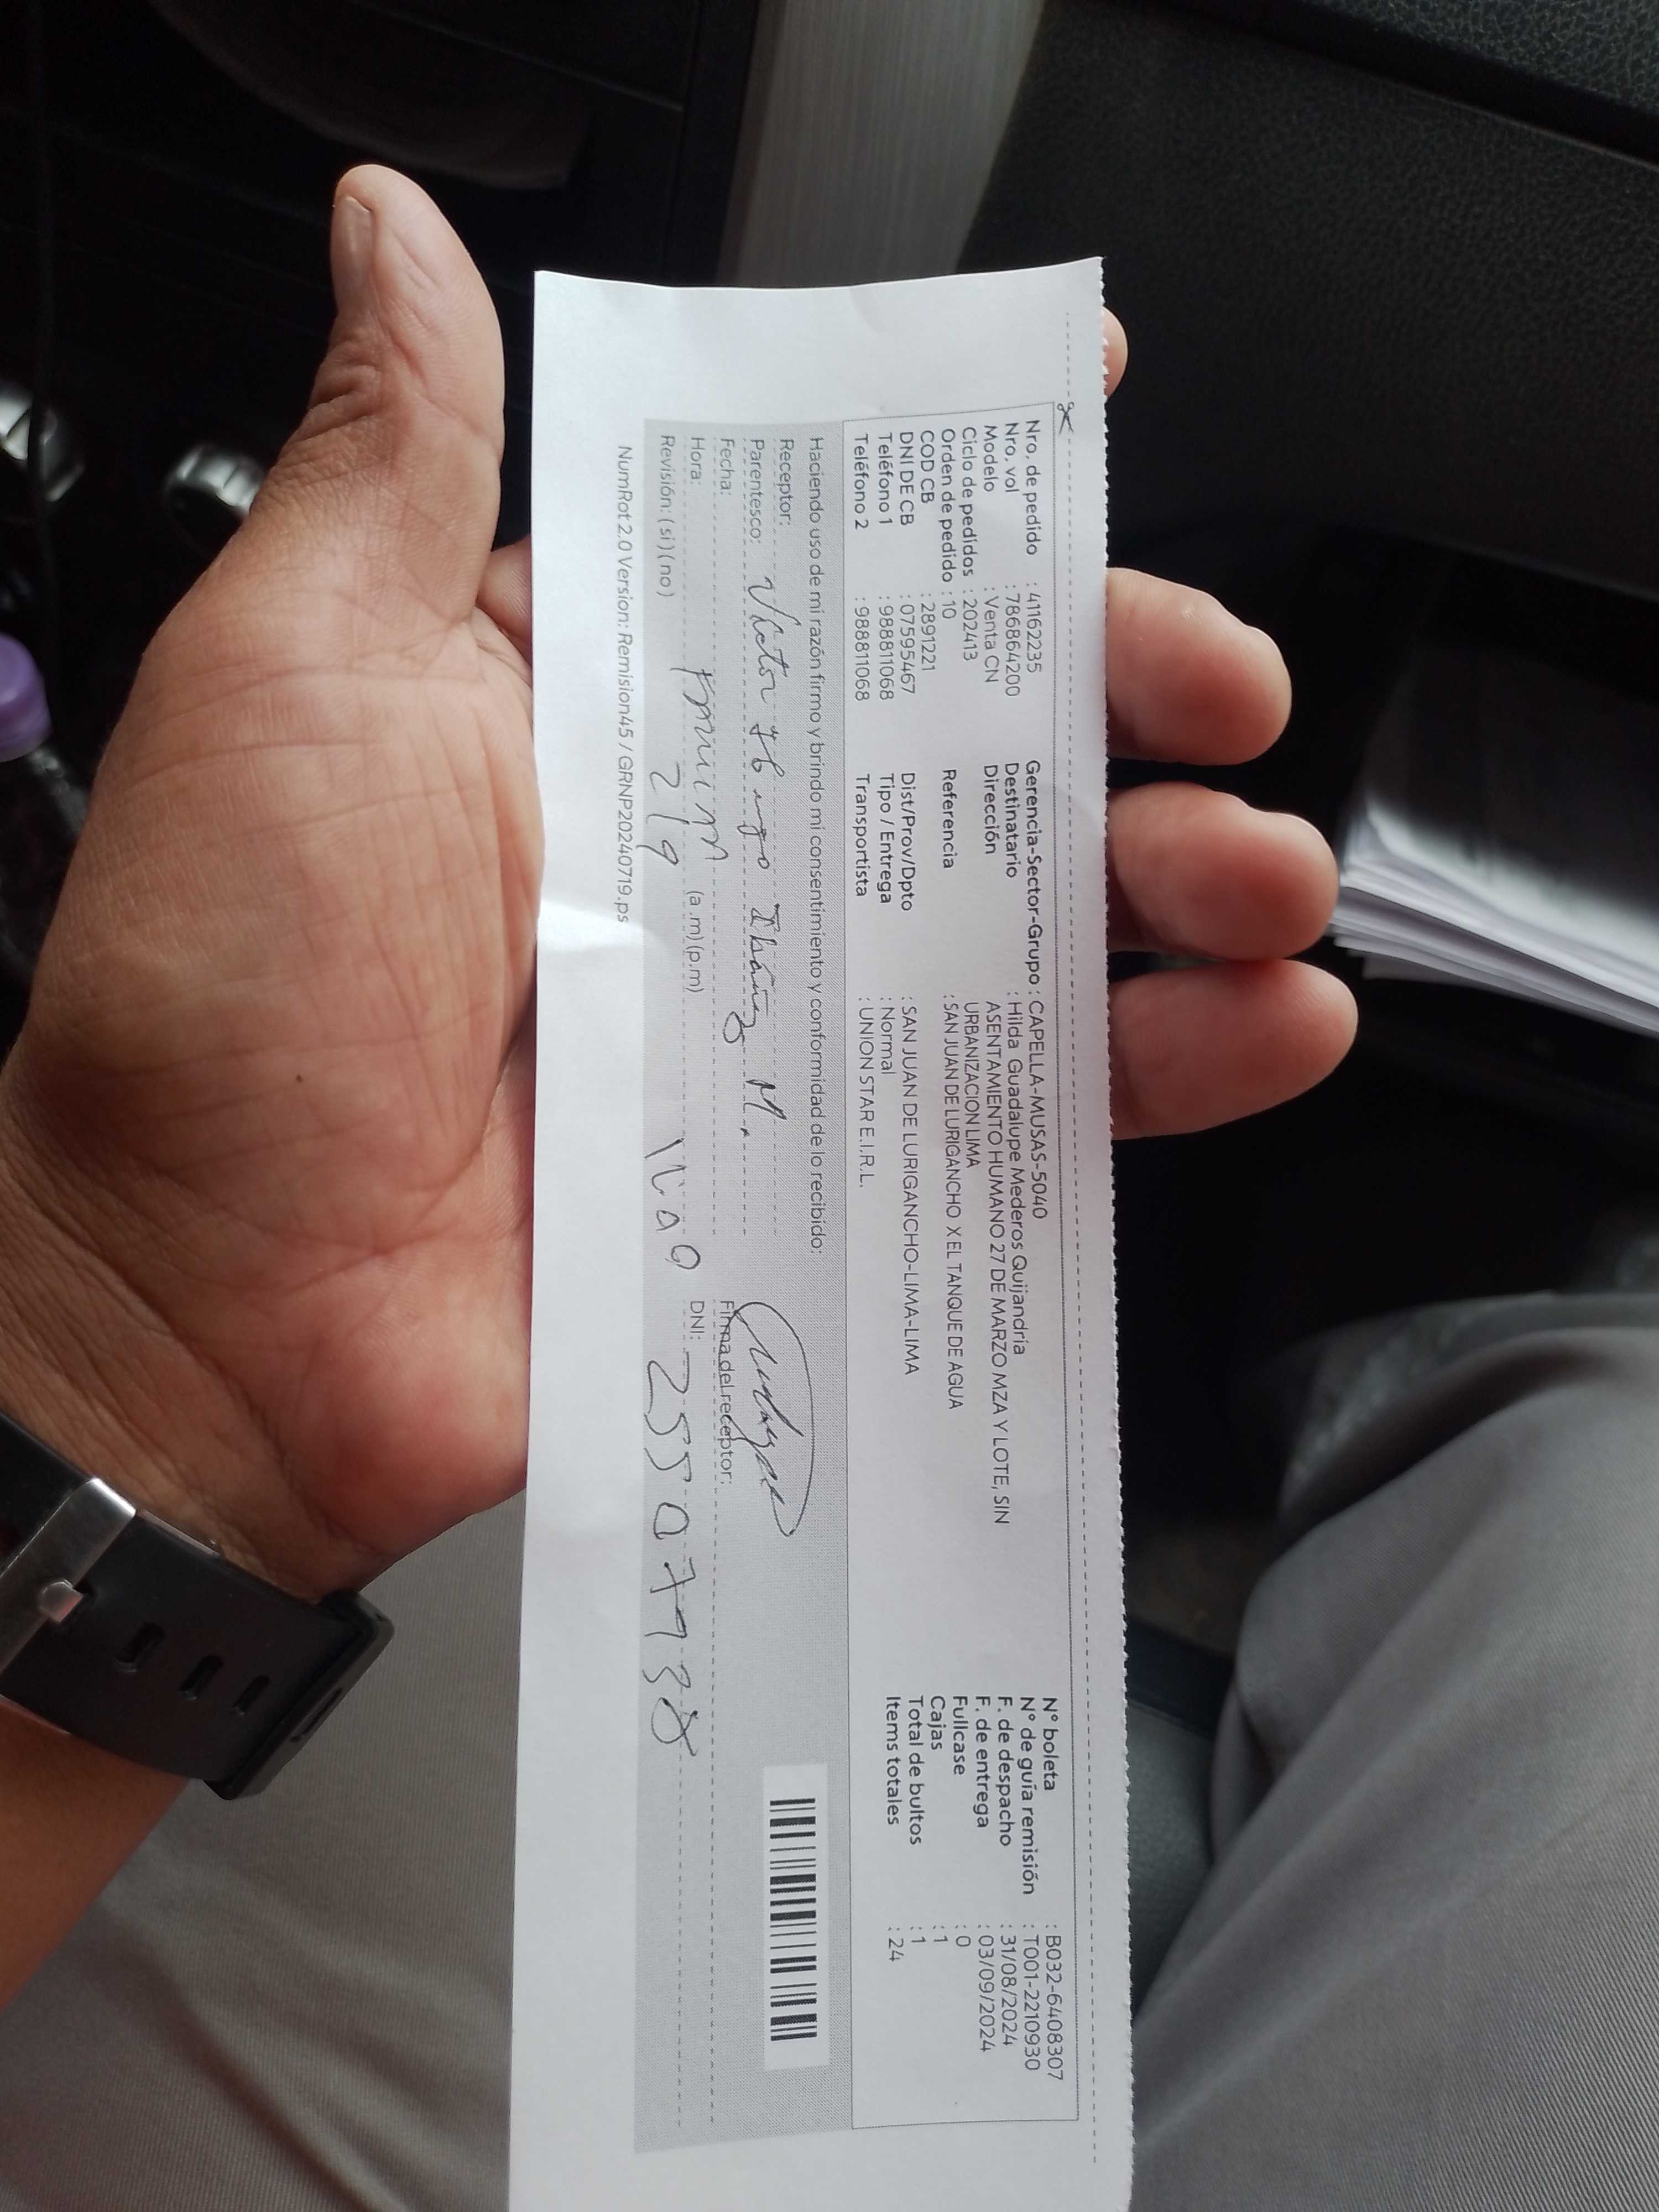 Nro. de pedido : 41162235
Nro. vol : 786864200
Modelo : Venta CN
Ciclo de pedidos : 202413
Orden de pedido : 10
COD CB : 2891221
DNI DE CB : 07595467
Teléfono 1 : 988811068
Teléfono 2 : 988811068
Gerencia-Sector-Grupo : CAPELLA-MUSAS-5040
Destinatario : Hilda Guadalupe Mederos Quijandria
Dirección ASENTAMIENTO HUMANO 27 DE MARZO MZA Y LOTE, SIN
URBANIZACION LIMA
Referencia : SAN JUAN DE LURIGANCHO X EL TANQUE DE AGUA
Dist/Prov/Dpto : SAN JUAN DE LURIGANCHO-LIMA-LIMA
Tipo / Entrega : Normal
Transportista : UNION STAR E.I.R.L.
N° boleta : B032-6408307
N° de guía remisión : T001-2210930
F. de despacho : 31/08/2024
F. de entrega : 03/09/2024
Fullcase : 0
Cajas : 1
Total de bultos : 1
Items totales : 24
Haciendo uso de mi razón firmo y brindo mi consentimiento y conformidad de lo recibido:
Receptor:
Parentesco: Victor Ibáñez M.
Fecha:
Hora: (a.m)(p.m)
Revisión: (si)(no) 2/9
Firma del receptor:
DNI: 25507938
NumRot 2.0 Version: Remision45 / GRNP20240719.ps